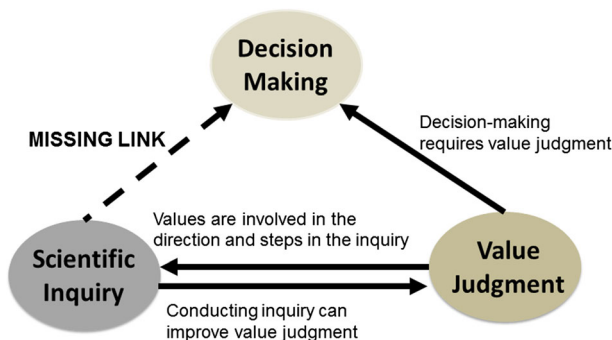 Decision
Making
MISSING LINK
Decision-making
requires value judgment
Values are involved in the
direction and steps in the inquiry
Scientific
Inquiry
Value
Judgment
Conducting inquiry can
improve value judgment